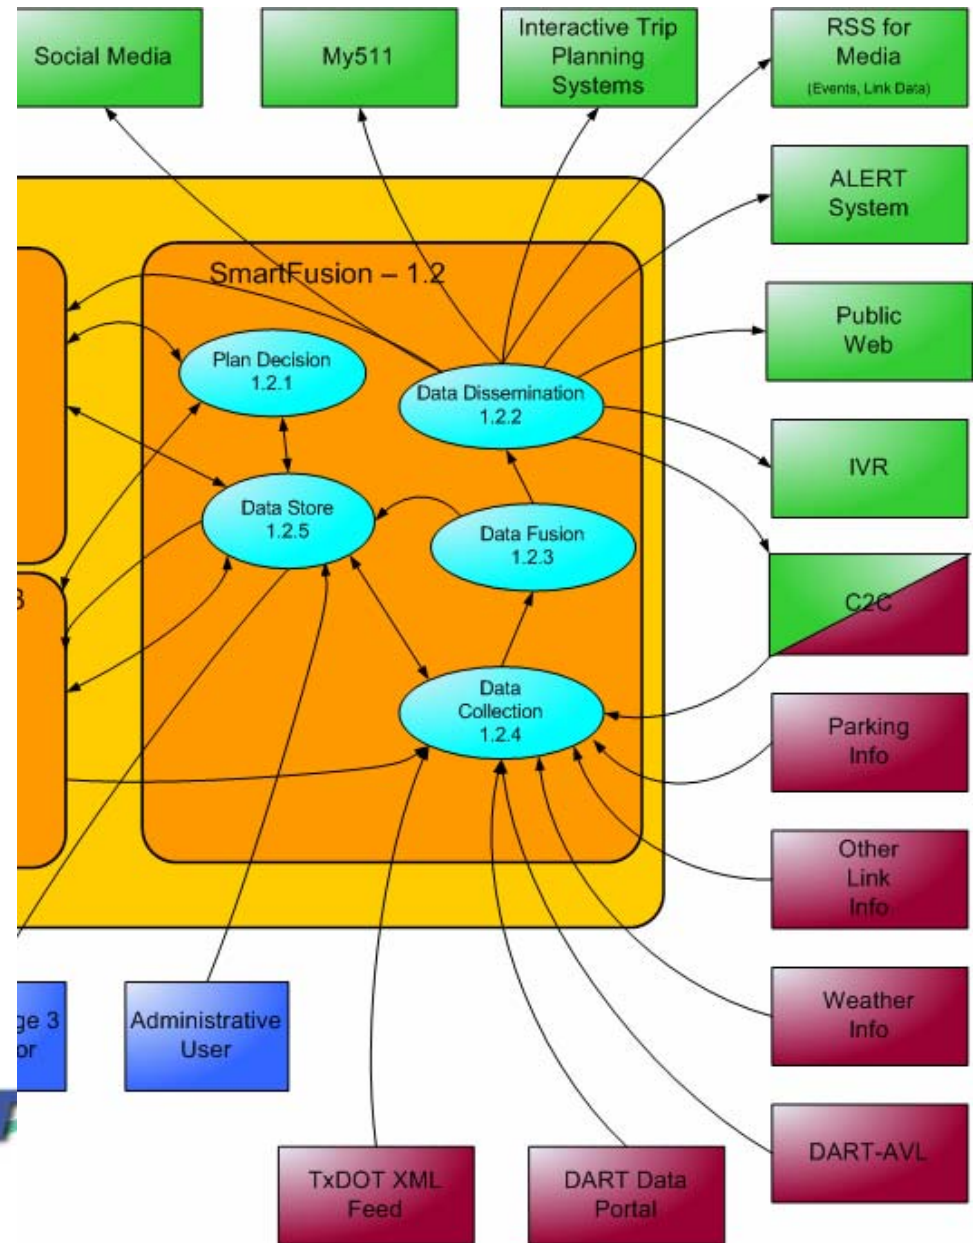 Social Media
My511
Interactive Trip
Planning
Systems
RSS for
Media
(Events, Link Data)
ALERT
System
SmartFusion – 1.2
Public
Web
Plan Decision
1.2.1
Data Dissemination
1.2.2
IVR
Data Store
1.2.5
Data Fusion
1.2.3
C2C
Data
Collection
1.2.4
Parking
Info
Other
Link
Info
Weather
Info
ge 3
or
Administrative
User
DART-AVL
TxDOT XML
Feed
DART Data
Portal